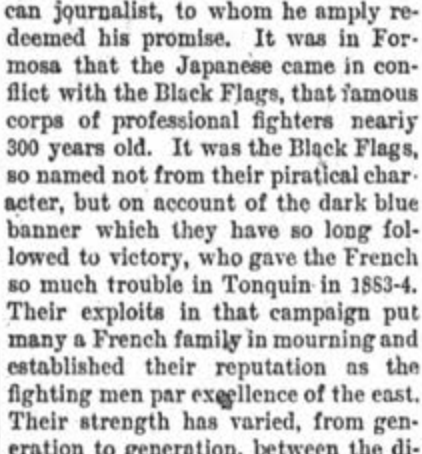 can journalist, to whom he amply re-
deemed his promise. It was in For-
mosa that the Japanese came in con-
flict with the Black Flags, that famous
corps of professional fighters nearly
300 years old. It was the Black Flags,
so named not from their piratical char-
acter, but on account of the dark blue
banner which they have so long fol-
lowed to victory, who gave the French
so much trouble in Tonquin in 1883-4.
Their exploits in that campaign put
many a French family in mourning and
established their reputation as the
fighting men par excellence of the east.
Their strength has varied, from gen-
eration to generation, between the di-